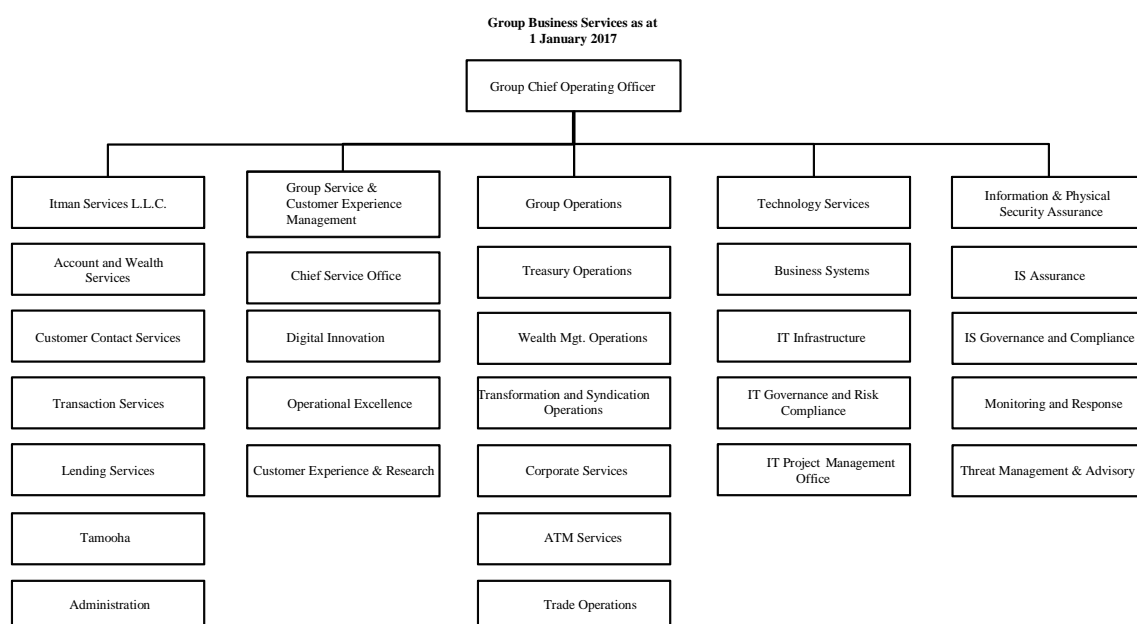 Group Business Services as at
1 January 2017
Group Chief Operating Officer
Itman Services L.L.C.
Account and Wealth
Services
Customer Contact Services
Transaction Services
Lending Services
Tamooha
Administration
Group Service &
Customer Experience
Management
Chief Service Office
Digital Innovation
Operational Excellence
Customer Experience & Research
Group Operations
Treasury Operations
Wealth Mgt. Operations
Transformation and Syndication
Operations
Corporate Services
ATM Services
Trade Operations
Technology Services
Business Systems
IT Infrastructure
IT Governance and Risk
Compliance
IT Project Management
Office
Information & Physical
Security Assurance
IS Assurance
IS Governance and Compliance
Monitoring and Response
Threat Management & Advisory